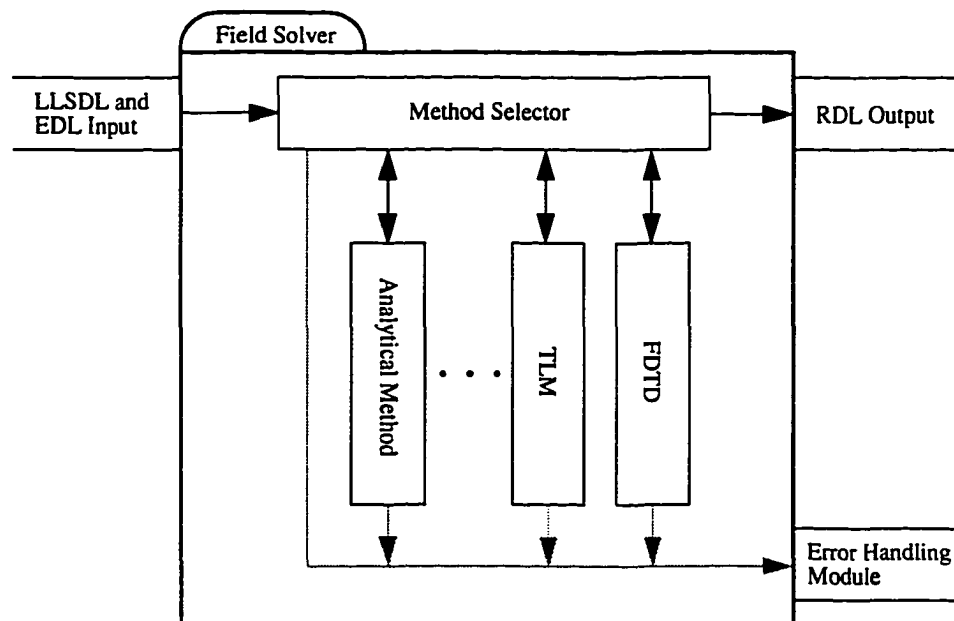 Field Solver
LLSDL and
EDL Input
Method Selector
RDL Output
Analytical Method
• • •
TLM
FDTD
Error Handling
Module